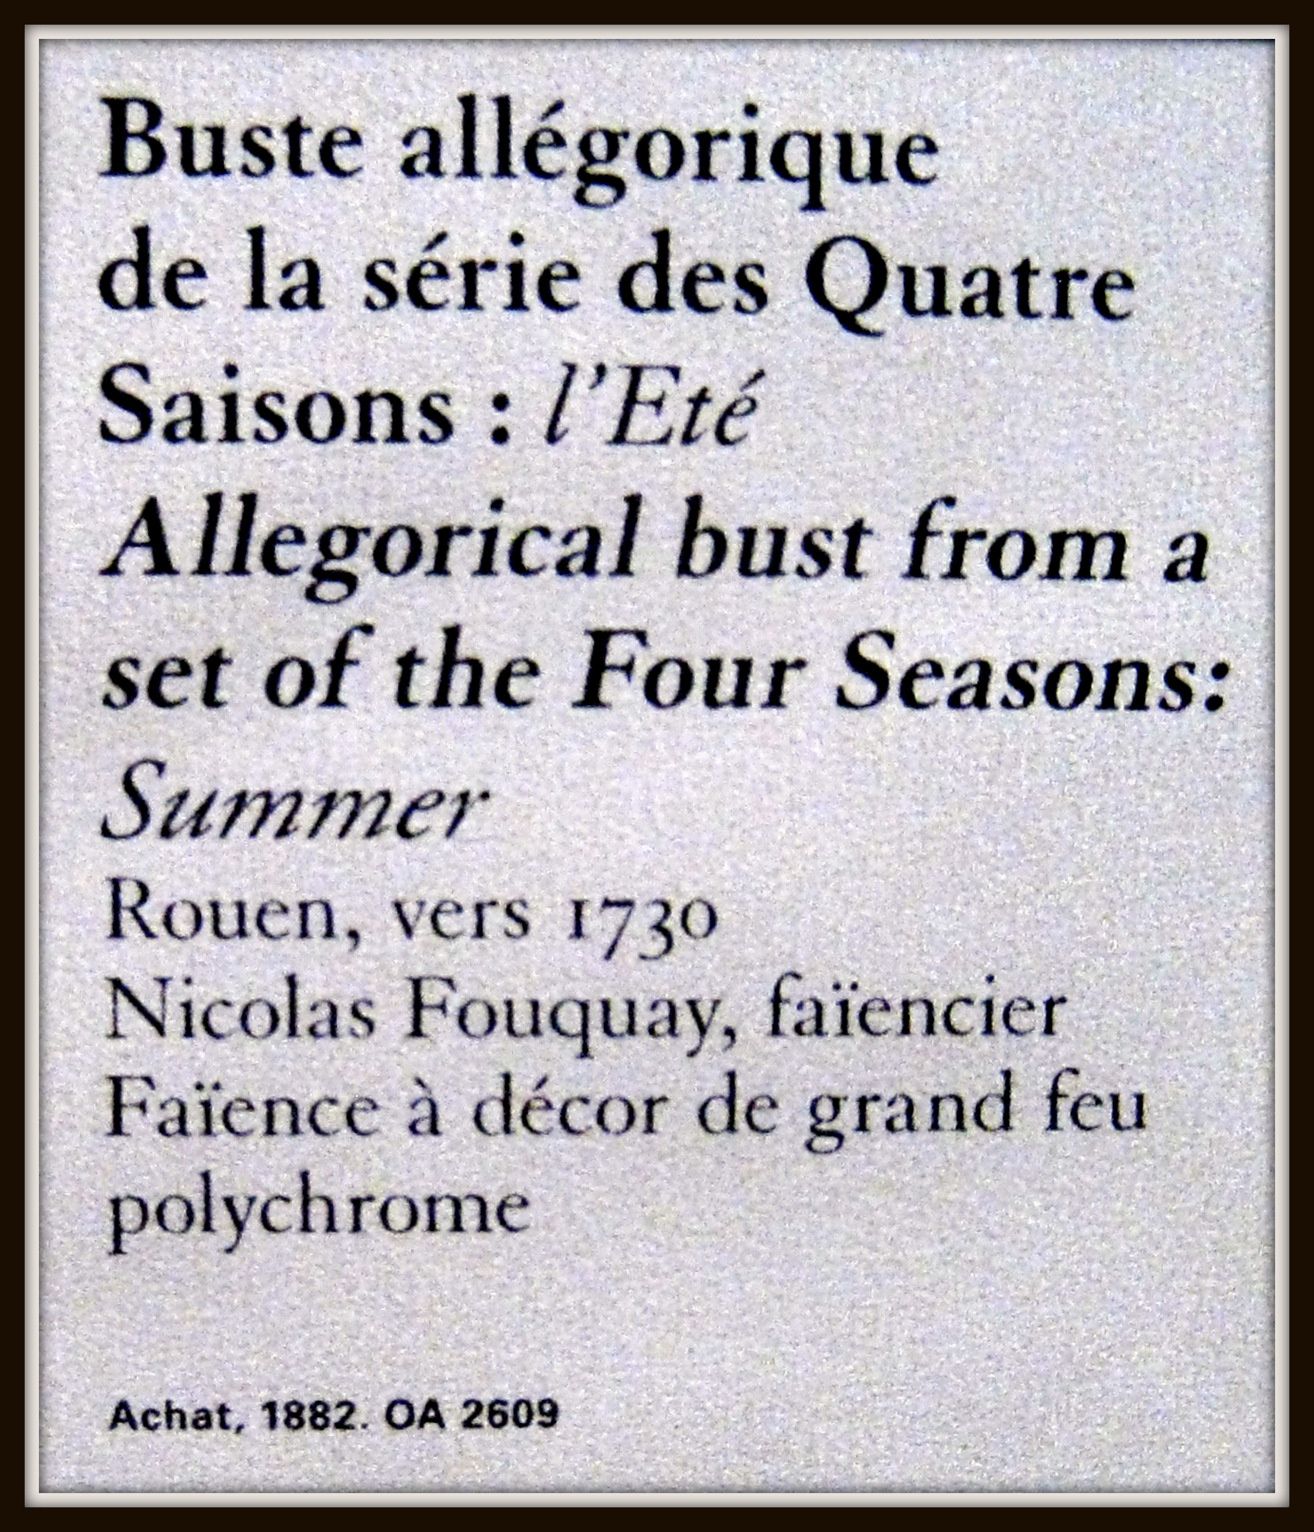 Buste allégorique
de la série des Quatre
Saisons : l'Eté
Allegorical bust from a
set of the Four Seasons:
Summer
Rouen, vers 1730
Nicolas Fouquay, faïencier
Faïence à décor de grand feu
polychrome
Achat, 1882. OA 2609